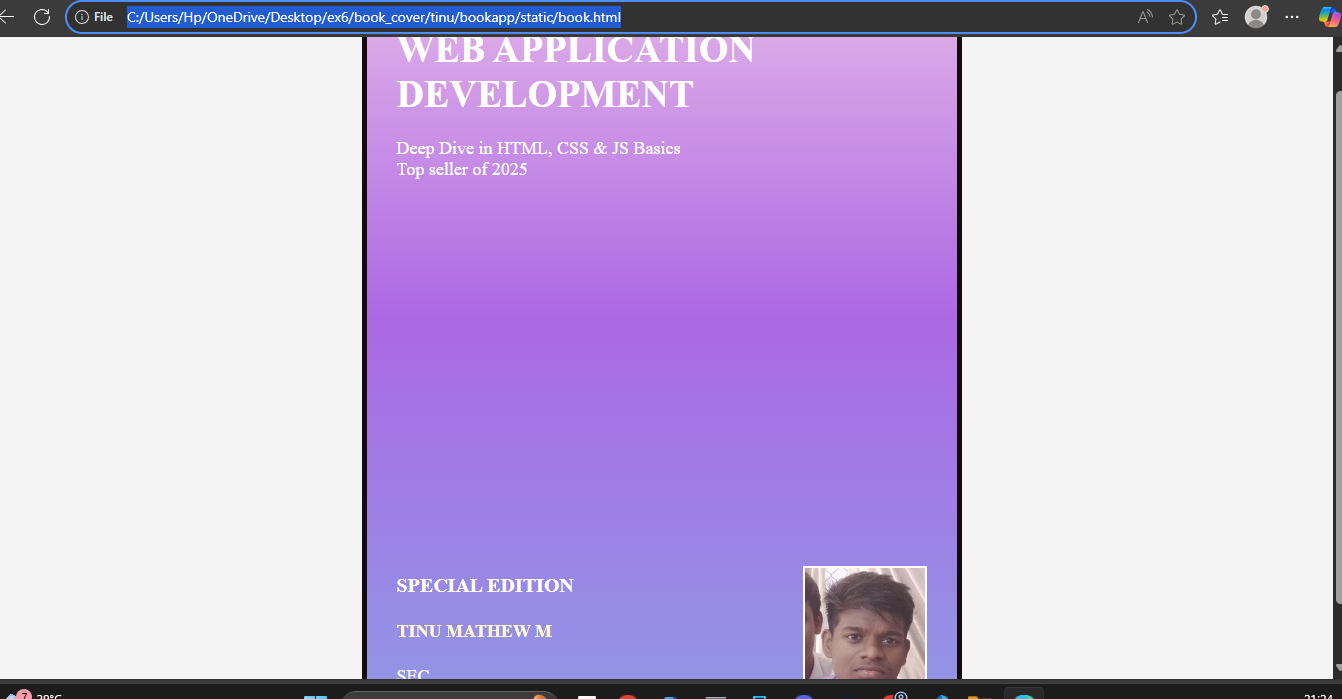 File
C:/Users/Hp/OneDrive/Desktop/ex6/book_cover/tinu/bookapp/static/book.html
WEB APPLICATION
DEVELOPMENT
Deep Dive in HTML, CSS & JS Basics
Top seller of 2025
SPECIAL EDITION
TINU MATHEW M
SEC
7
29°C
21:24